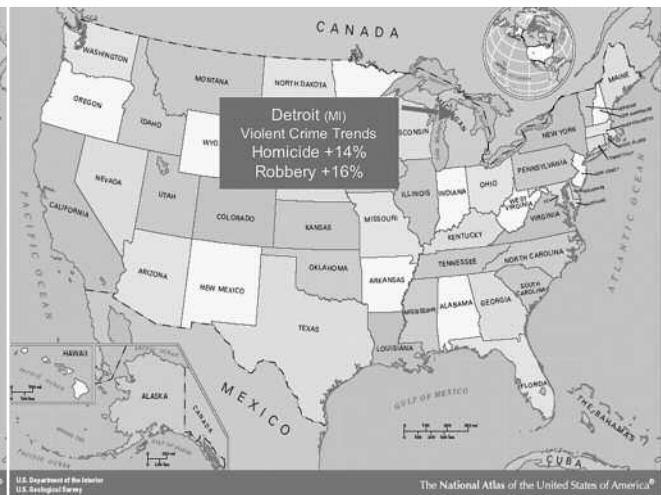 CANADA
WASHINGTON
MONTANA
NORTH DAKOTA
MAINE
OREGON
IDAHO
WYO
Detroit (MI)
Violent Crime Trends
Homicide +14%
Robbery +16%
WISCONSIN
NEW YORK
PENNSYLVANIA
NEVADA
UTAH
COLORADO
KANSAS
MISSOURI
ILLINOIS
INDIANA
OHIO
WEST VIRGINIA
VIRGINIA
KENTUCKY
CALIFORNIA
PACIFIC OCEAN
ATLANTIC OCEAN
ARIZONA
NEW MEXICO
OKLAHOMA
ARKANSAS
TENNESSEE
NORTH CAROLINA
SOUTH CAROLINA
MISSISSIPPI
ALABAMA
GEORGIA
TEXAS
LOUISIANA
FLORIDA
HAWAII
ALASKA
CANADA
MEXICO
GULF OF MEXICO
THE BAHAMAS
CUBA
U.S. Department of the Interior
U.S. Geological Survey
The National Atlas of the United States of America®